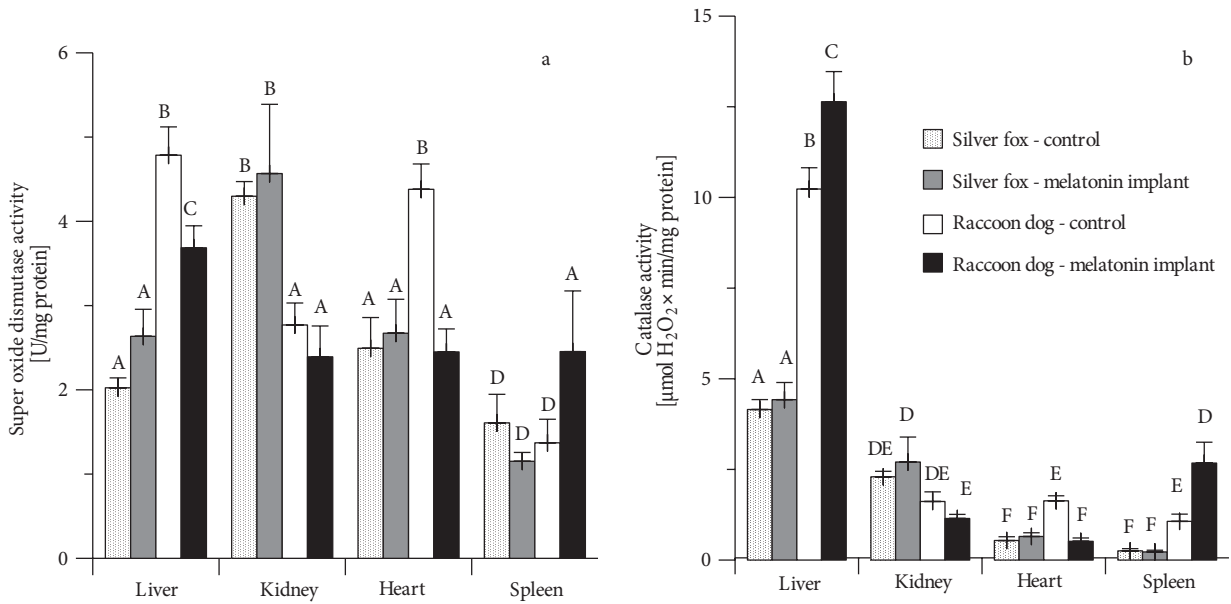 Super oxide dismutase activity
[U/mg protein]
6
4
2
0
a
A
A
B
C
B
B
A
A
A
A
B
A
D
D
D
A
Liver
Kidney
Heart
Spleen
Catalase activity
[µmol H₂O₂ × min/mg protein]
15
10
5
0
b
A
A
B
C
DE
D
DE
E
F
F
E
F
F
F
E
D
Liver
Kidney
Heart
Spleen
Silver fox - control
Silver fox - melatonin implant
Raccoon dog - control
Raccoon dog - melatonin implant